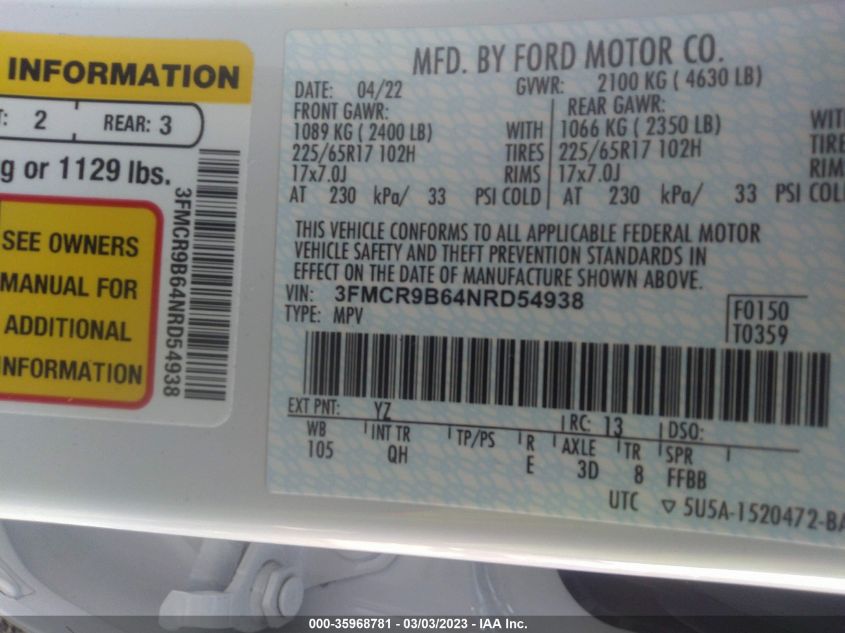 INFORMATION
T: 2 REAR: 3
g or 1129 lbs.
SEE OWNERS
MANUAL FOR
ADDITIONAL
INFORMATION
3FMCR9B64NRD54938
MFD. BY FORD MOTOR CO.
DATE: 04/22 GVWR: 2100 KG ( 4630 LB)
FRONT GAWR: REAR GAWR:
1089 KG ( 2400 LB) WITH 1066 KG ( 2350 LB) WIT
225/65R17 102H TIRES 225/65R17 102H TIRE
17x7.0J RIMS 17x7.0J RIM
AT 230 kPa/ 33 PSI COLD AT 230 kPa/ 33 PSI COL
THIS VEHICLE CONFORMS TO ALL APPLICABLE FEDERAL MOTOR
VEHICLE SAFETY AND THEFT PREVENTION STANDARDS IN
EFFECT ON THE DATE OF MANUFACTURE SHOWN ABOVE.
VIN: 3FMCR9B64NRD54938
TYPE: MPV
F0150
T0359
EXT PNT: YZ RC: 13 DSO:
WB INT TR TP/PS R AXLE TR SPR
105 QH E 3D 8 FFBB
UTC ▽ 5U5A-1520472-BA
000-35968781 - 03/03/2023 - IAA Inc.